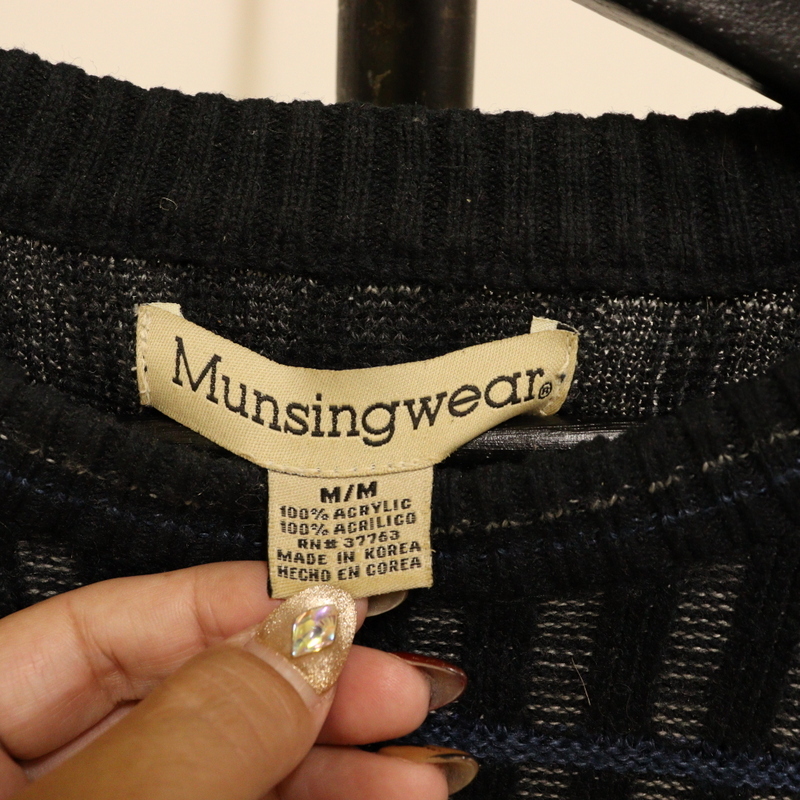 Munsingwear®
M/M
100% ACRYLIC
100% ACRILICO
RN# 37763
MADE IN KOREA
HECHO EN COREA